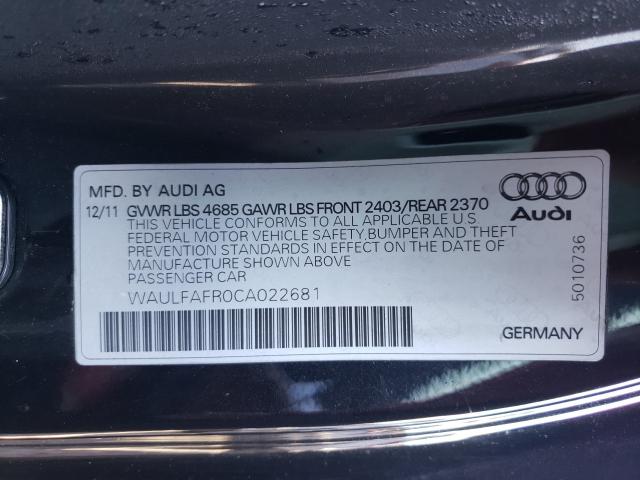 MFD. BY AUDI AG
12/11 GVWR LBS 4685 GAWR LBS FRONT 2403/REAR 2370
THIS VEHICLE CONFORMS TO ALL APPLICABLE U.S.
FEDERAL MOTOR VEHICLE SAFETY,BUMPER AND THEFT
PREVENTION STANDARDS IN EFFECT ON THE DATE OF
MANUFACTURE SHOWN ABOVE
PASSENGER CAR
WAULFAFR0CA022681
Audi
5010736
GERMANY